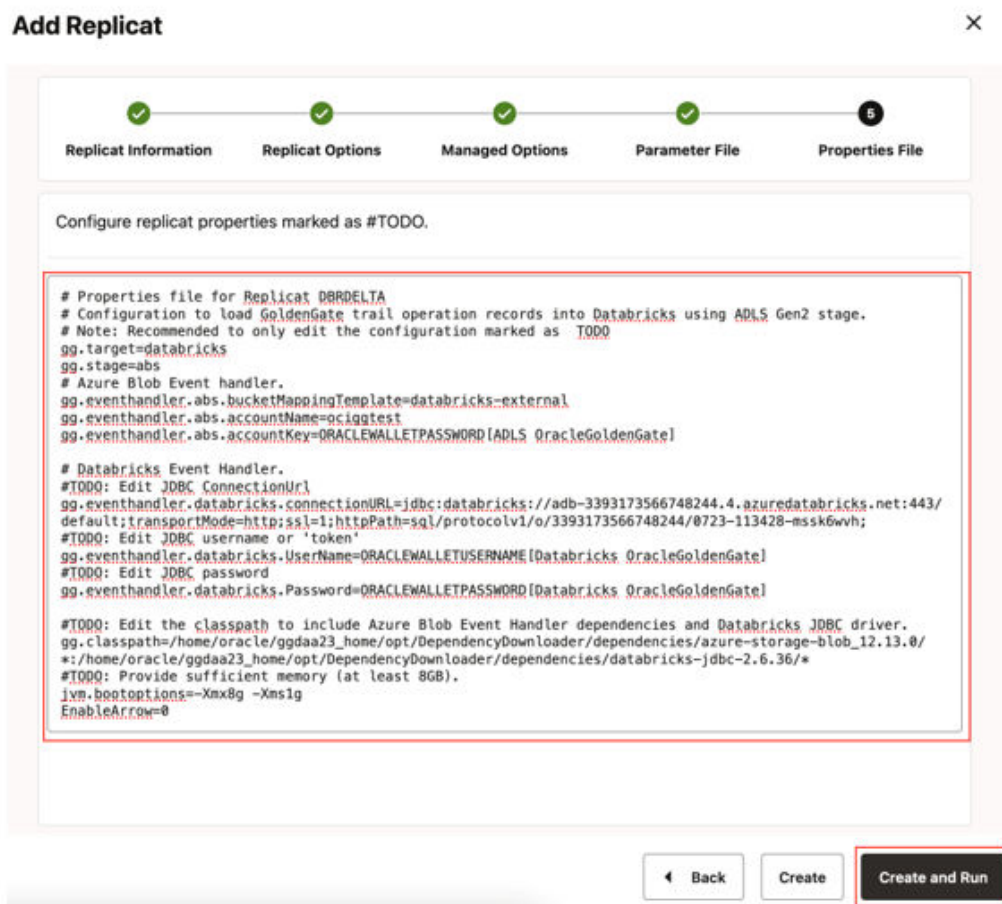 Add Replicat
×
5
Replicat Information
Replicat Options
Managed Options
Parameter File
Properties File
Configure replicat properties marked as #TODO.
# Properties file for Replicat DBRDELTA
# Configuration to load GoldenGate trail operation records into Databricks using ADLS Gen2 stage.
# Note: Recommended to only edit the configuration marked as  TODO
gg.target=databricks
gg.stage=abs
# Azure Blob Event handler.
gg.eventhandler.abs.bucketMappingTemplate=databricks-external
gg.eventhandler.abs.accountName=ociggtest
gg.eventhandler.abs.accountKey=ORACLEWALLETPASSWORD[ADLS OracleGoldenGate]
# Databricks Event Handler.
#TODO: Edit JDBC ConnectionUrl
gg.eventhandler.databricks.connectionURL=jdbc:databricks://adb-3393173566748244.4.azuredatabricks.net:443/
default;transportMode=http;ssl=1;httpPath=sql/protocolv1/o/3393173566748244/0723-113428-mssk6wvh;
#TODO: Edit JDBC username or 'token'
gg.eventhandler.databricks.UserName=ORACLEWALLETUSERNAME[Databricks OracleGoldenGate]
#TODO: Edit JDBC password
gg.eventhandler.databricks.Password=ORACLEWALLETPASSWORD[Databricks OracleGoldenGate]
#TODO: Edit the classpath to include Azure Blob Event Handler dependencies and Databricks JDBC driver.
gg.classpath=/home/oracle/ggdaa23_home/opt/DependencyDownloader/dependencies/azure-storage-blob_12.13.0/
*:/home/oracle/ggdaa23_home/opt/DependencyDownloader/dependencies/databricks-jdbc-2.6.36/*
#TODO: Provide sufficient memory (at least 8GB).
jvm.bootoptions=-Xmx8g -Xms1g
EnableArrow=0
Back
Create
Create and Run